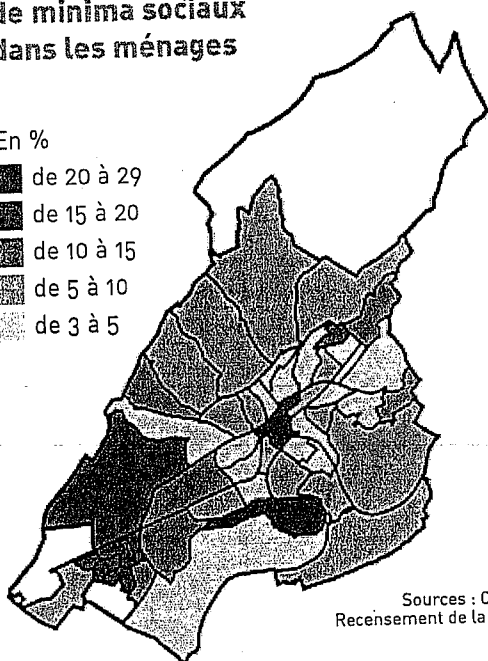 de minima sociaux
dans les ménages
En %
de 20 à 29
de 15 à 20
de 10 à 15
de 5 à 10
de 3 à 5
Sources :
Recensement de la